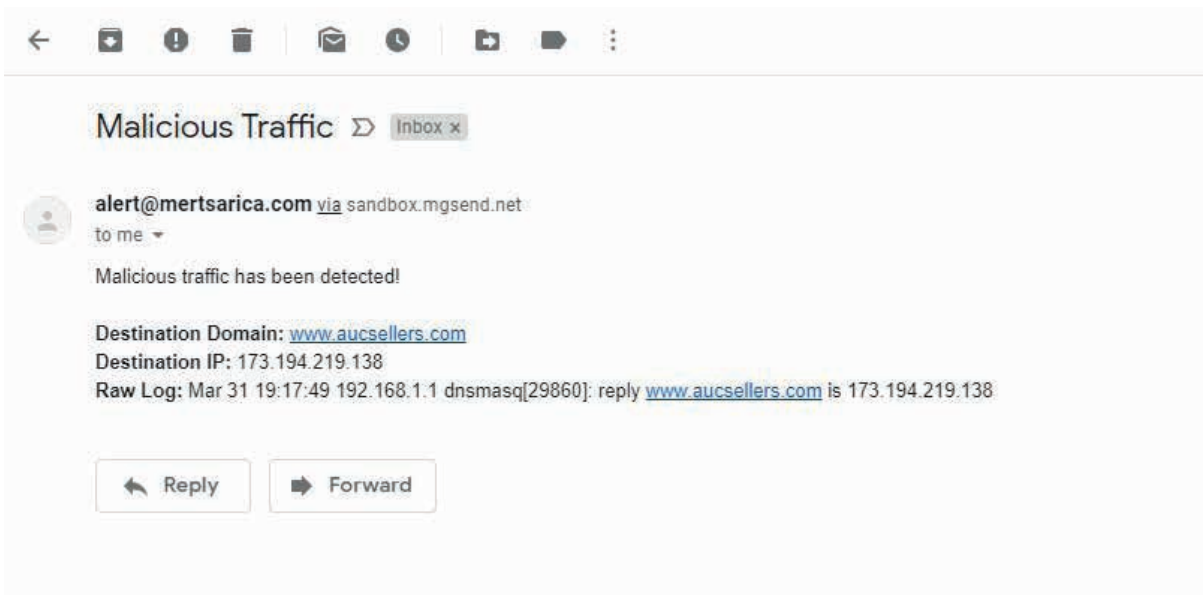 Malicious Traffic Inbox x
alert@mertsarica.com via sandbox.mgsend.net
to me
Malicious traffic has been detected!
Destination Domain: www.aucsellers.com
Destination IP: 173.194.219.138
Raw Log: Mar 31 19:17:49 192.168.1.1 dnsmasq[29860]: reply www.aucsellers.com is 173.194.219.138
Reply Forward